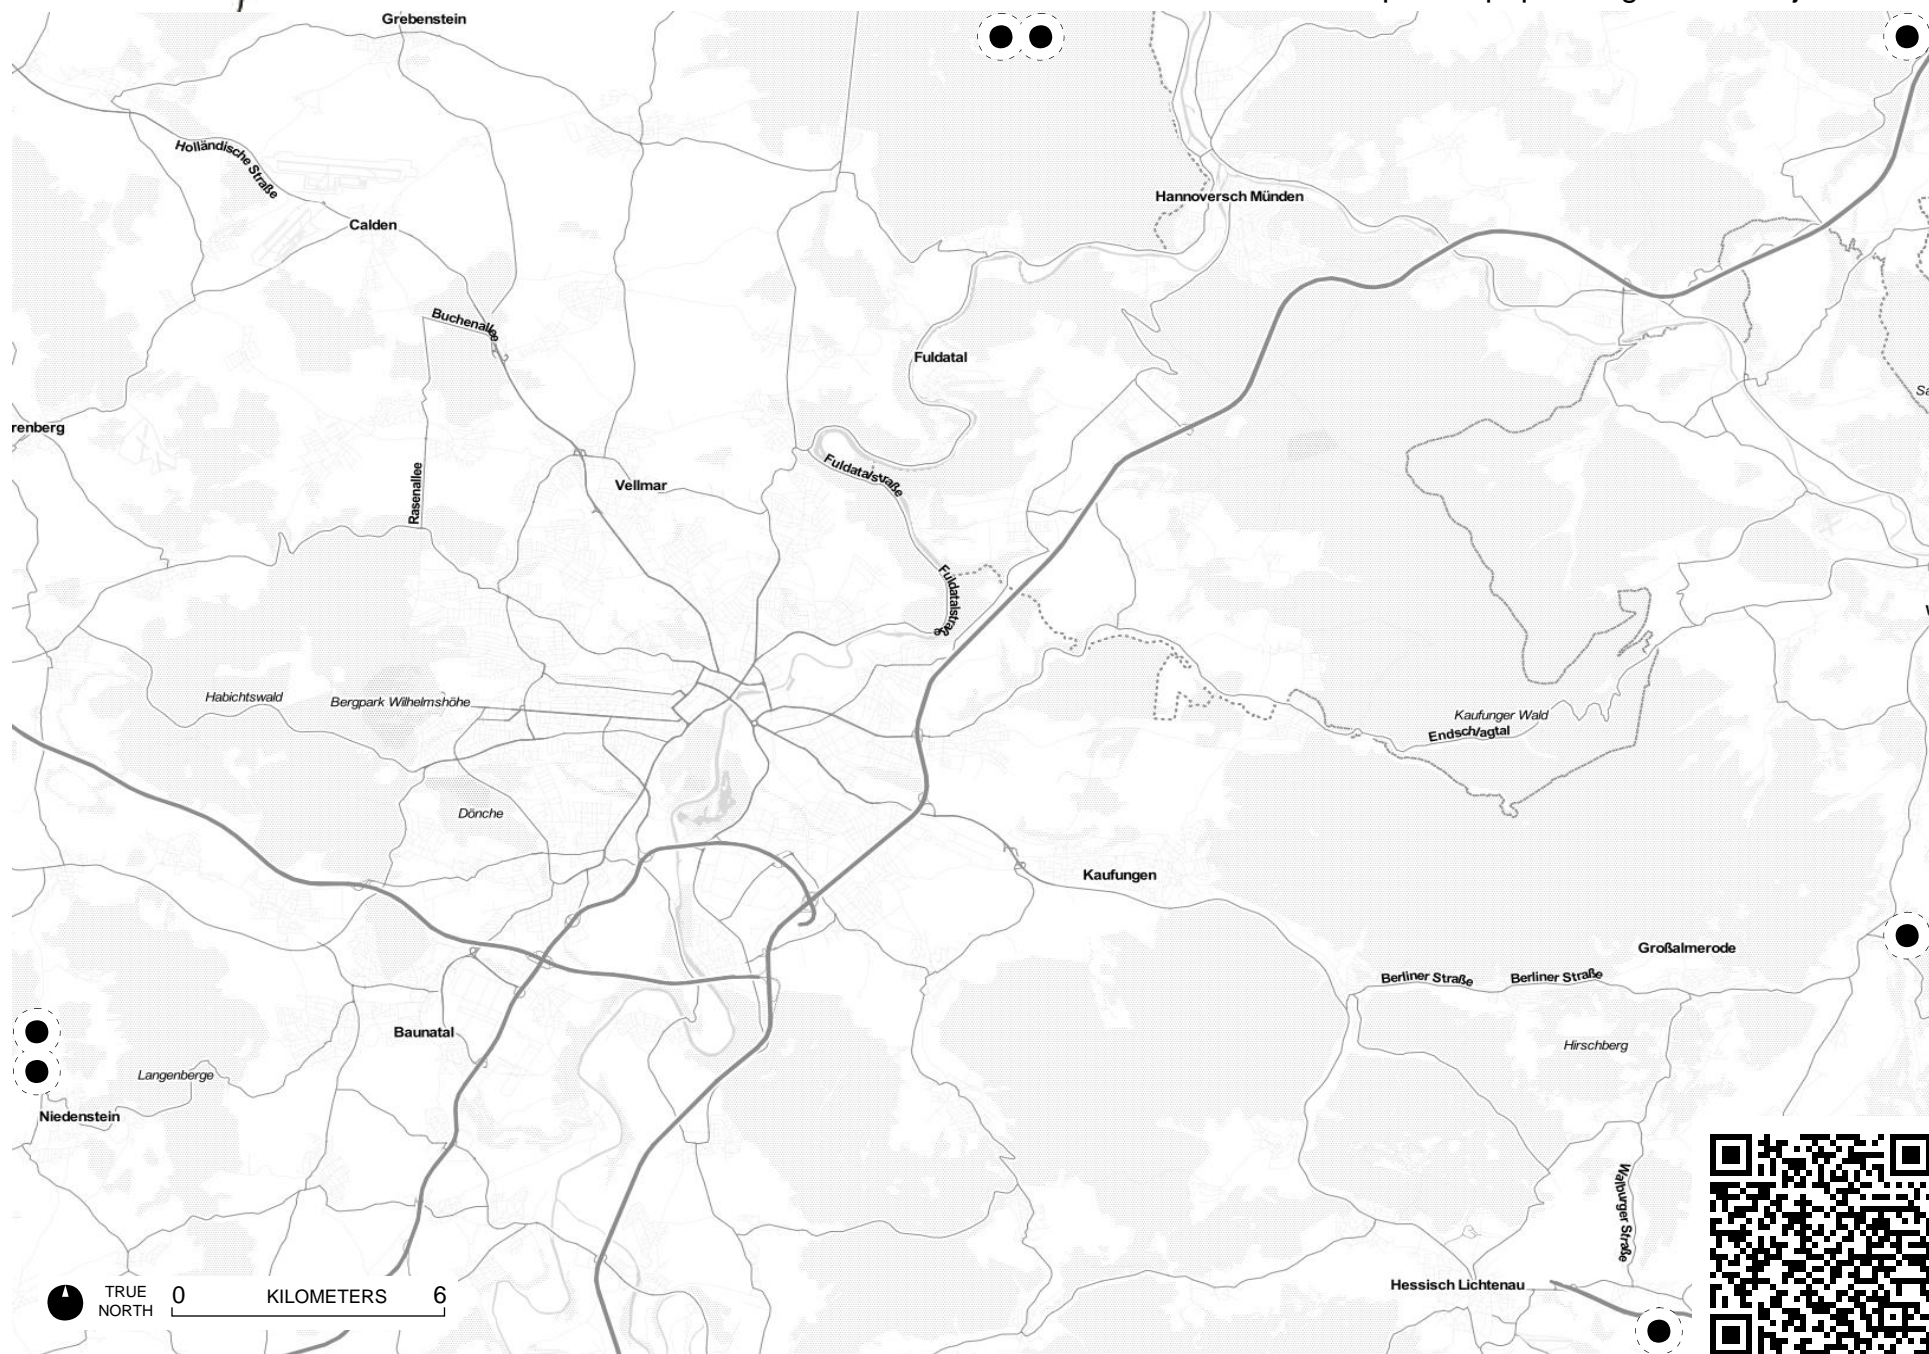 Grebenstein
Holländische Straße
Hannoversch Münden
Calden
Buchenallee
Fuldatal
renberg
Rasenallee
Fuldatalstraße
Vellmar
Fuldatalstraße
Habichtswald
Bergpark Wilhelmshöhe
Kaufunger Wald
Endschlagtal
Dönche
Kaufungen
Großalmerode
Berliner Straße
Berliner Straße
Baunatal
Hirschberg
Langenberge
Niedenstein
Walburger Straße
Hessisch Lichtenau
TRUE
NORTH
0 KILOMETERS 6